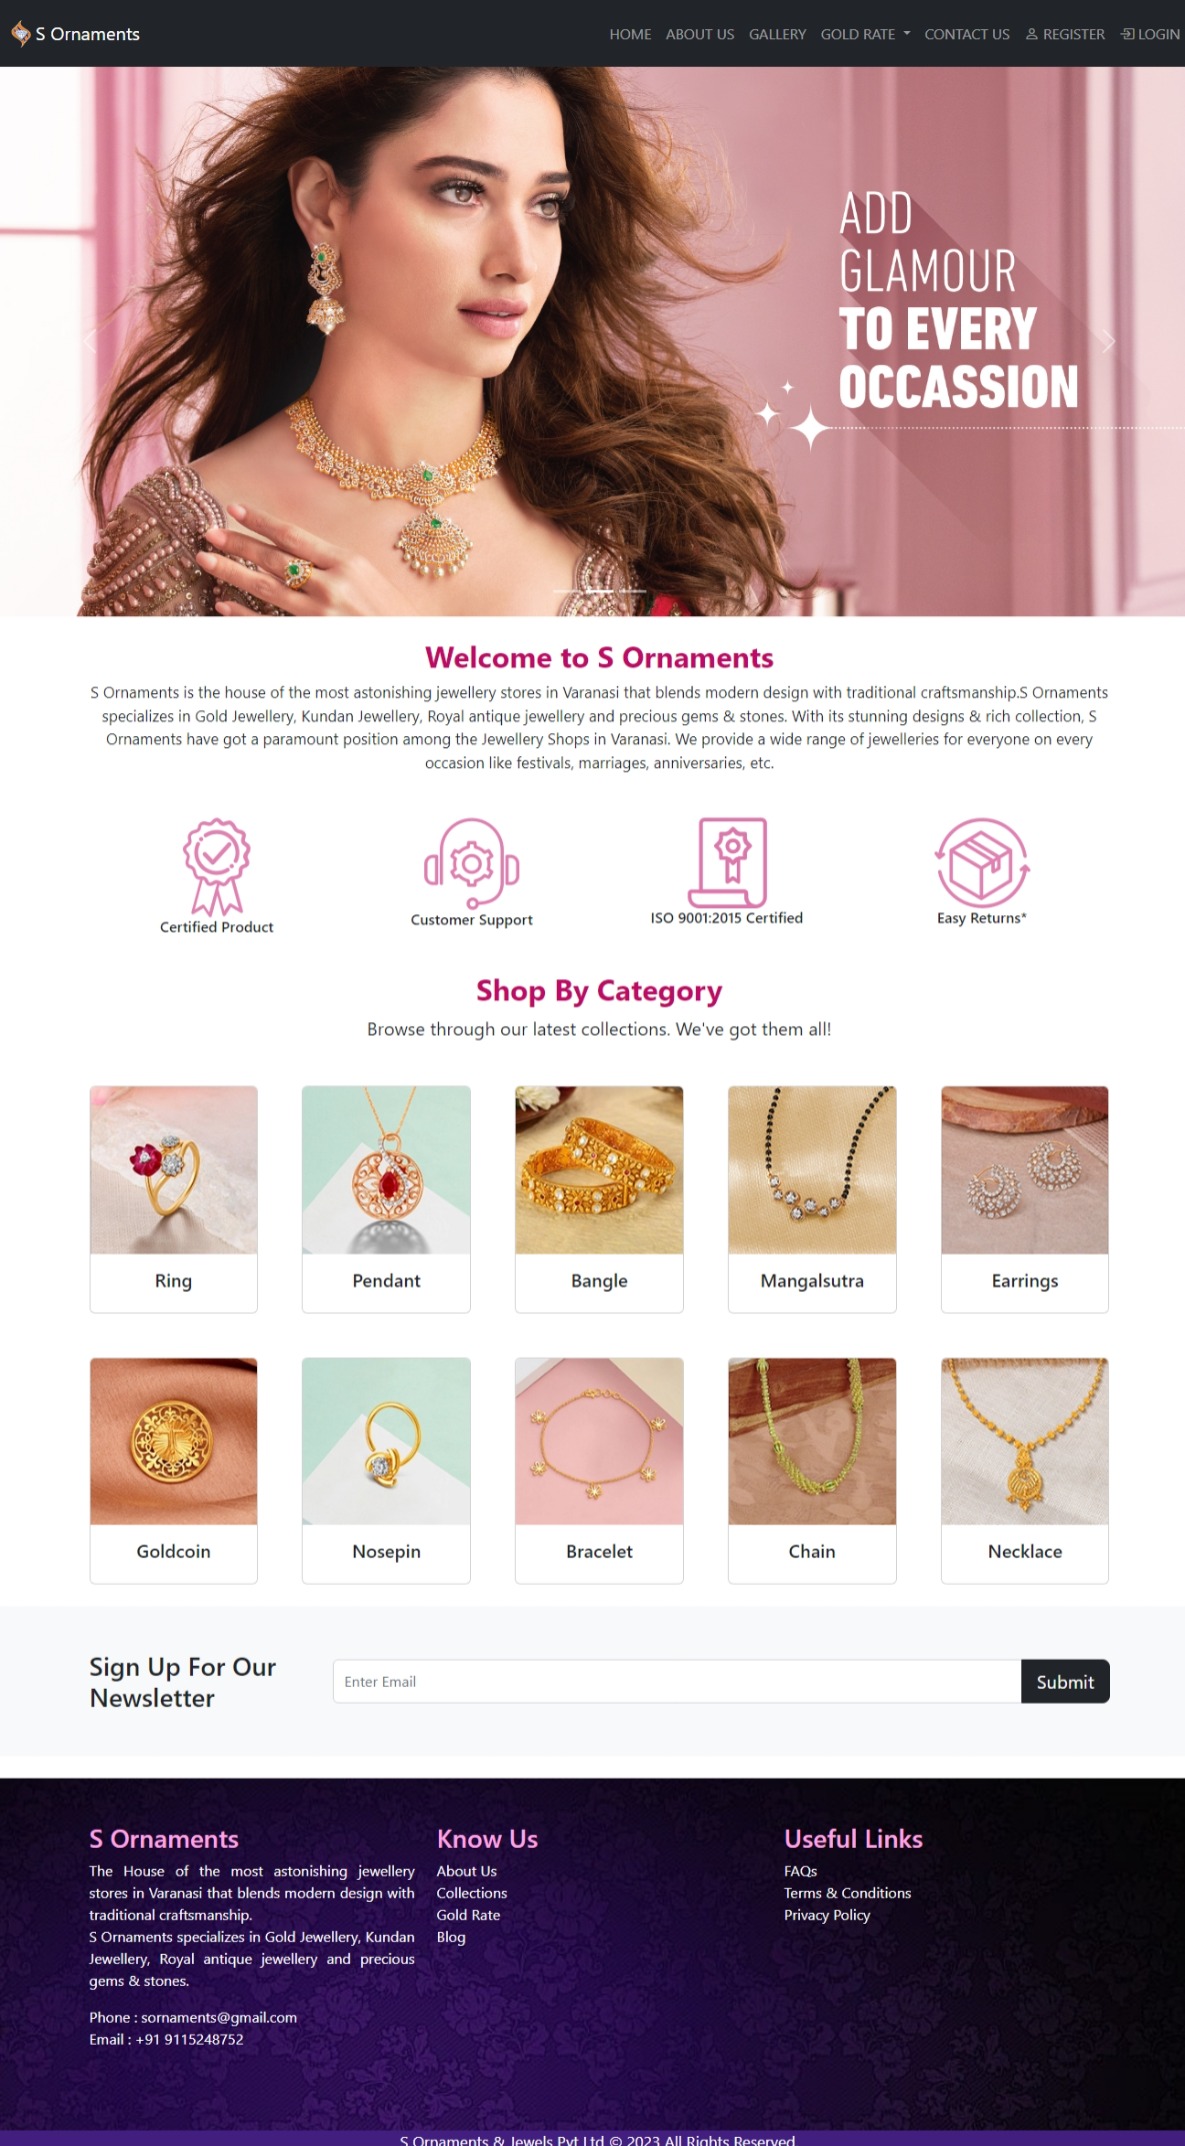 S Ornaments
HOME ABOUT US GALLERY GOLD RATE CONTACT US REGISTER LOGIN
ADD
GLAMOUR
TO EVERY
OCCASSION
Welcome to S Ornaments
S Ornaments is the house of the most astonishing jewellery stores in Varanasi that blends modern design with traditional craftsmanship.S Ornaments
specializes in Gold Jewellery, Kundan Jewellery, Royal antique jewellery and precious gems & stones. With its stunning designs & rich collection, S
Ornaments have got a paramount position among the Jewellery Shops in Varanasi. We provide a wide range of jewelleries for everyone on every
occasion like festivals, marriages, anniversaries, etc.
Certified Product
Customer Support
ISO 9001:2015 Certified
Easy Returns*
Shop By Category
Browse through our latest collections. We've got them all!
Ring
Pendant
Bangle
Mangalsutra
Earrings
Goldcoin
Nosepin
Bracelet
Chain
Necklace
Sign Up For Our
Newsletter
Enter Email
Submit
S Ornaments
The House of the most astonishing jewellery
stores in Varanasi that blends modern design with
traditional craftsmanship.
S Ornaments specializes in Gold Jewellery, Kundan
Jewellery, Royal antique jewellery and precious
gems & stones.
Phone : sornaments@gmail.com
Email : +91 9115248752
Know Us
About Us
Collections
Gold Rate
Blog
Useful Links
FAQs
Terms & Conditions
Privacy Policy
S Ornaments & Jewels Pvt Ltd © 2023 All Rights Reserved